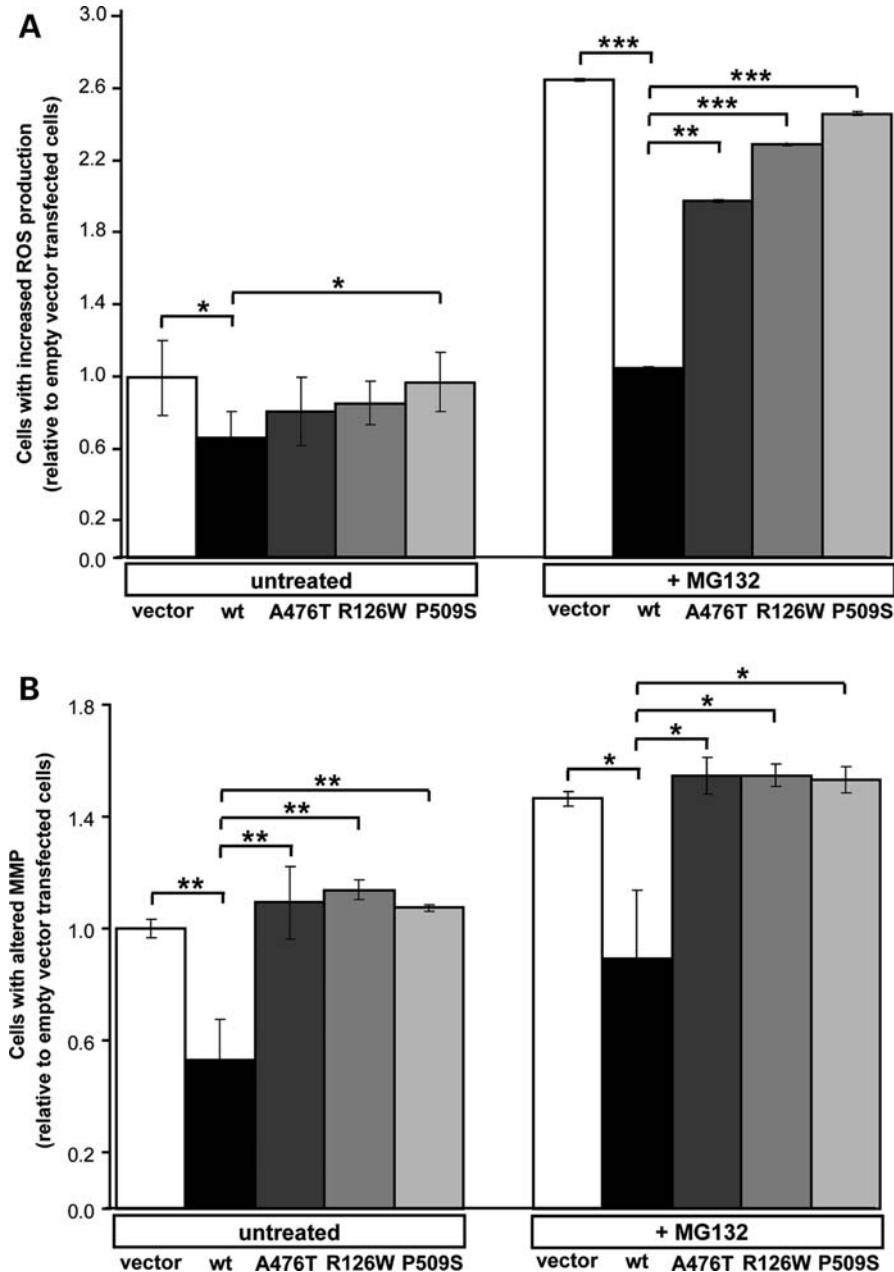 A
Cells with increased ROS production
(relative to empty vector transfected cells)
3.0
2.6
2.2
1.8
1.4
1.0
0.6
0.2
0.0
*
*
***
***
***
**
untreated
+ MG132
vector wt A476T R126W P509S
vector wt A476T R126W P509S
B
Cells with altered MMP
(relative to empty vector transfected cells)
1.8
1.4
1.0
0.6
0.2
0.0
**
**
**
**
*
*
*
*
untreated
+ MG132
vector wt A476T R126W P509S
vector wt A476T R126W P509S